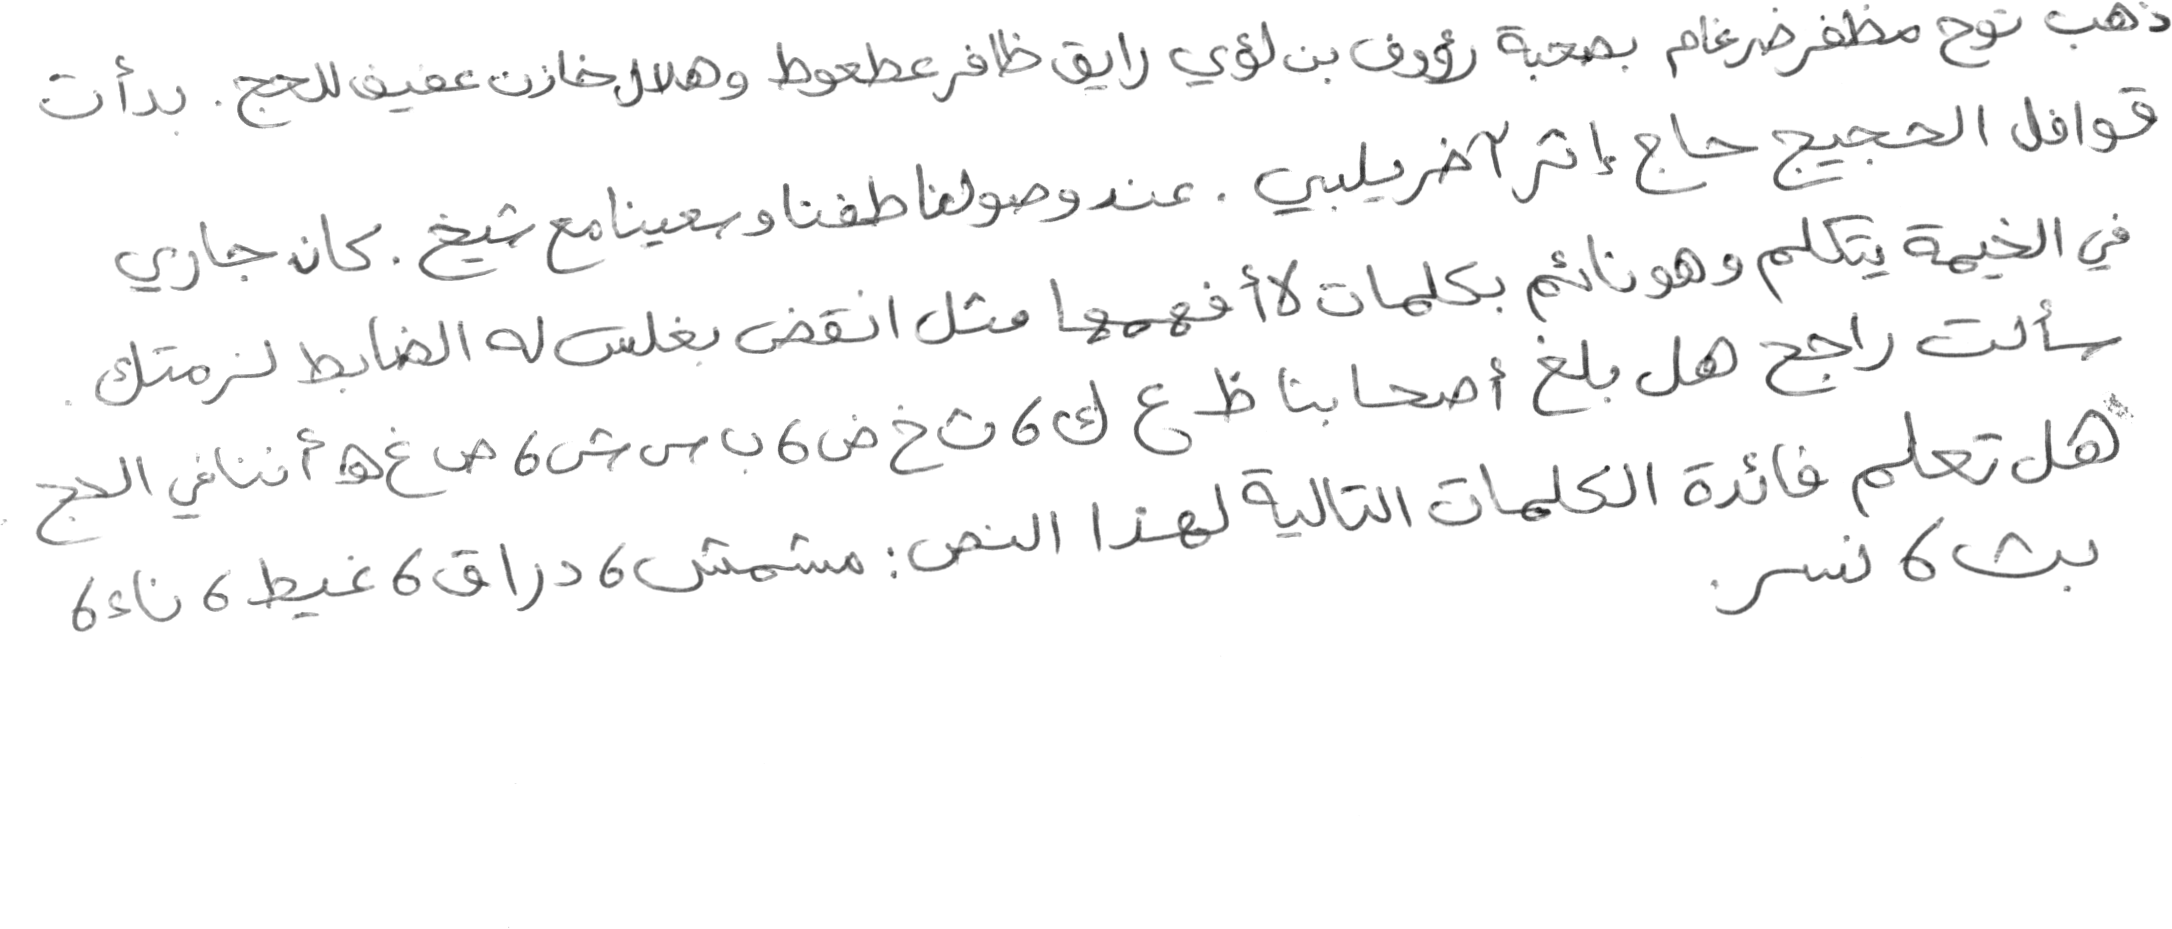 ذهب نوح مظفر ضرغام بصحبة رؤوف بن لؤي رايق ظافر عطعوط وهلال خازن عفيف للحج . بدأت
قوافل الحجيج حاج إثر آخر يلبي . عند وصولنا طفنا وسعينا مع شيخ . كان جاري
في الخيمة يتكلم وهو نائم بكلمات لا أفهمها مثل انقض بغلس له الضابط لزمتك .
سألت راجح هل بلغ أصحابنا ظ ع ك 6 ث خ ض 6 ب س ش 6 ص غ ه أننا في الحج
هل تعلم فائدة الكلمات التالية لهذا النص : مشمش 6 دراق 6 غيط 6 ناء 6
بث 6 نسر .